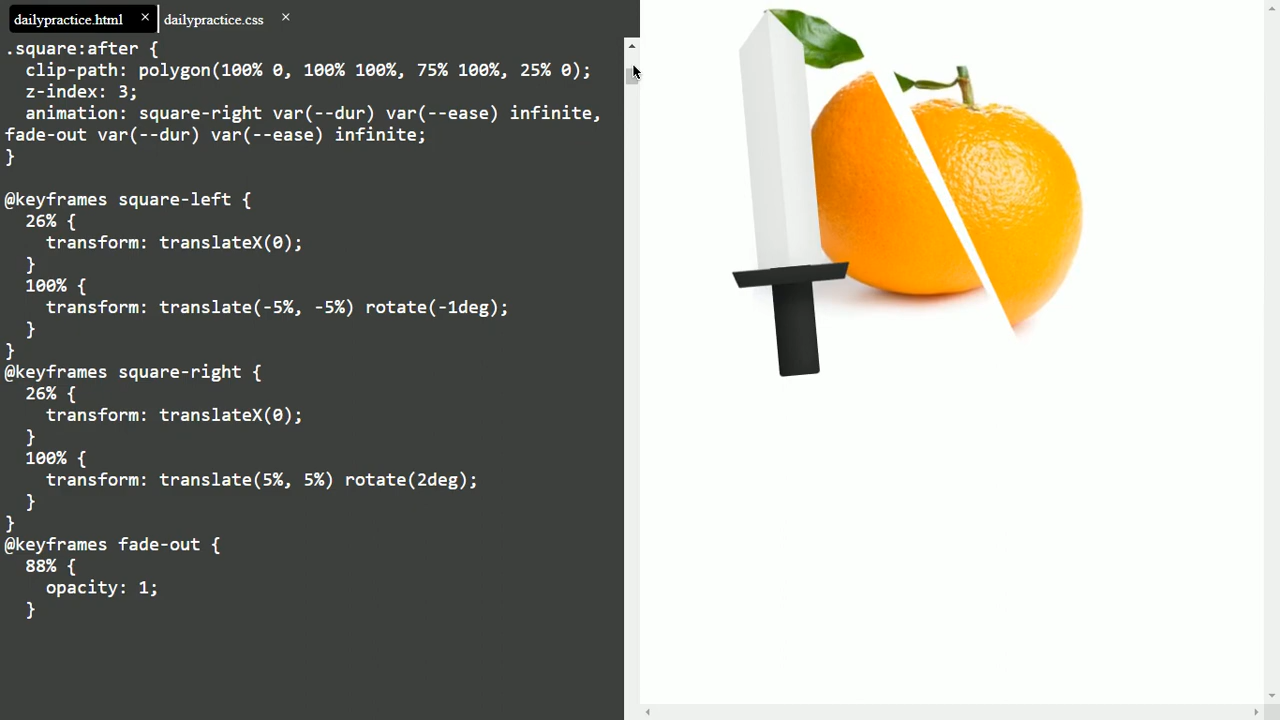 dailypractice.html × dailypractice.css ×
.square:after {
  clip-path: polygon(100% 0, 100% 100%, 75% 100%, 25% 0);
  z-index: 3;
  animation: square-right var(--dur) var(--ease) infinite,
fade-out var(--dur) var(--ease) infinite;
}
@keyframes square-left {
  26% {
    transform: translateX(0);
  }
  100% {
    transform: translate(-5%, -5%) rotate(-1deg);
  }
}
@keyframes square-right {
  26% {
    transform: translateX(0);
  }
  100% {
    transform: translate(5%, 5%) rotate(2deg);
  }
}
@keyframes fade-out {
  88% {
    opacity: 1;
  }